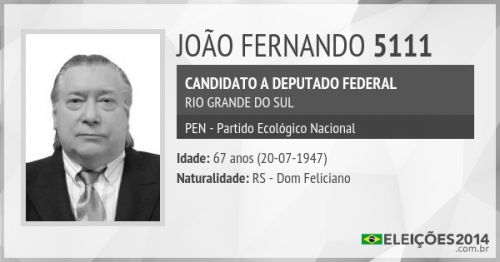 JOÃO FERNANDO 5111
CANDIDATO A DEPUTADO FEDERAL
RIO GRANDE DO SUL
PEN - Partido Ecológico Nacional
Idade: 67 anos (20-07-1947)
Naturalidade: RS - Dom Feliciano
ELEIÇÕES2014
.com.br